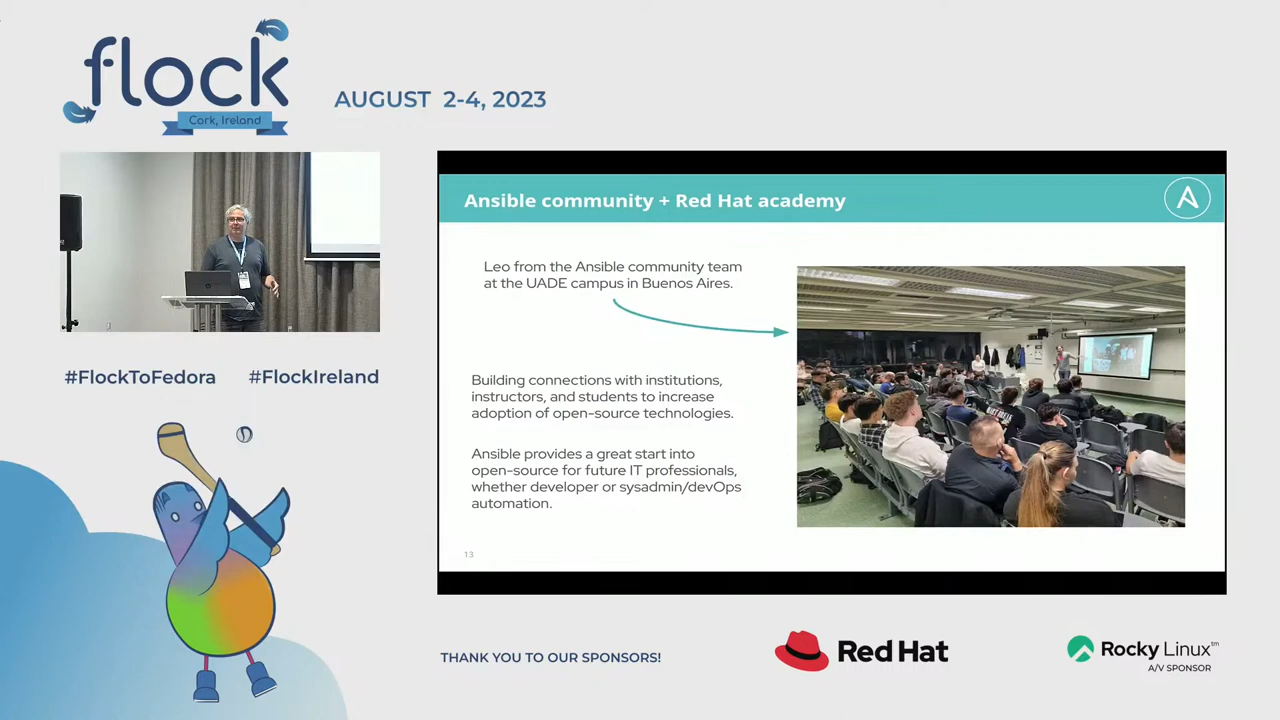 flock
Cork, Ireland
AUGUST 2-4, 2023
#FlockToFedora #FlockIreland
Ansible community + Red Hat academy
A
Leo from the Ansible community team
at the UADE campus in Buenos Aires.
Building connections with institutions,
instructors, and students to increase
adoption of open-source technologies.
Ansible provides a great start into
open-source for future IT professionals,
whether developer or sysadmin/devOps
automation.
13
THANK YOU TO OUR SPONSORS!
Red Hat
Rocky Linux™
A/V SPONSOR